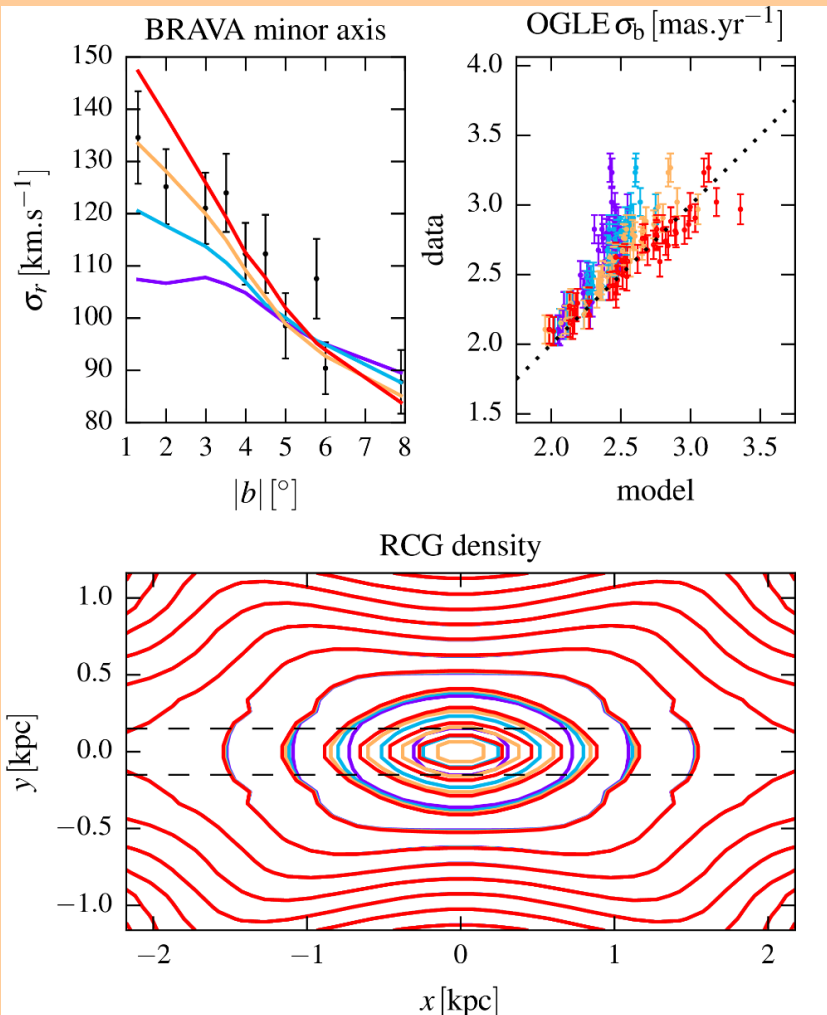 BRAVA minor axis
150
140
130
120
110
100
90
80
σr [km.s−1]
1 2 3 4 5 6 7 8
|b| [°]
OGLE σb [mas.yr−1]
4.0
3.5
3.0
2.5
2.0
1.5
data
2.0 2.5 3.0 3.5
model
RCG density
1.0
0.5
0.0
−0.5
−1.0
y [kpc]
−2 −1 0 1 2
x [kpc]